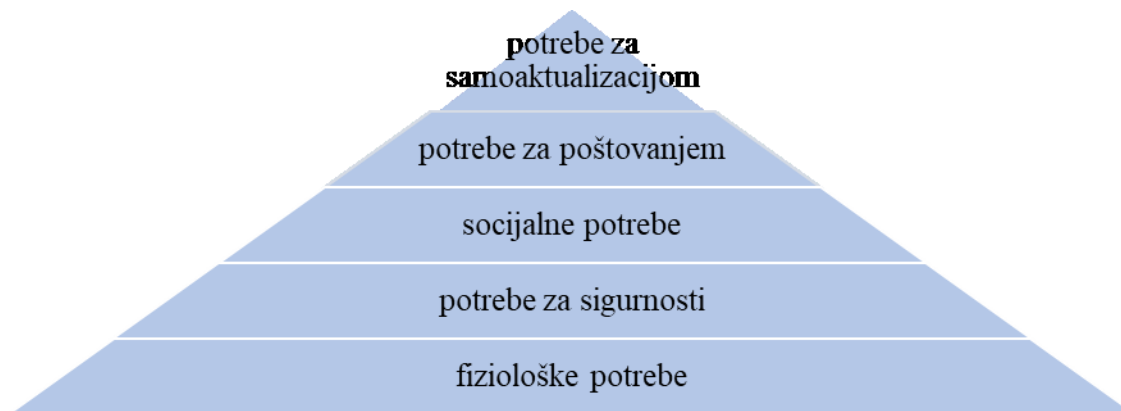 potrebe za
samoaktualizacijom
potrebe za poštovanjem
socijalne potrebe
potrebe za sigurnosti
fiziološke potrebe